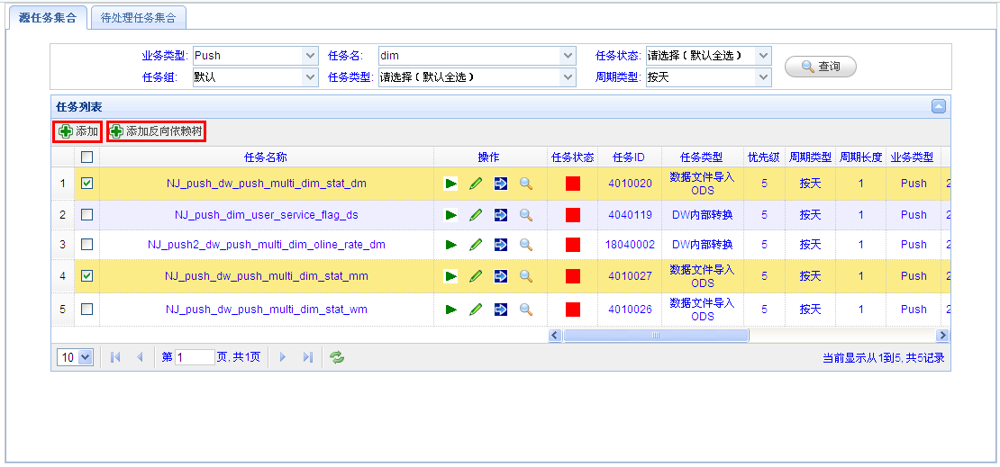 源任务集合 待处理任务集合
业务类型: Push 任务名: dim 任务状态: 请选择(默认全选) 查询
任务组: 默认 任务类型: 请选择(默认全选) 周期类型: 按天
任务列表
添加 添加反向依赖树
任务名称 操作 任务状态 任务ID 任务类型 优先级 周期类型 周期长度 业务类型
1 NJ_push_dw_push_multi_dim_stat_dm 4010020 数据文件导入ODS 5 按天 1 Push 2
2 NJ_push_dim_user_service_flag_ds 4040119 DW内部转换 5 按天 1 Push 2
3 NJ_push2_dw_push_multi_dim_oline_rate_dm 18040002 DW内部转换 5 按天 1 Push 2
4 NJ_push_dw_push_multi_dim_stat_mm 4010027 数据文件导入ODS 5 按天 1 Push 2
5 NJ_push_dw_push_multi_dim_stat_wm 4010026 数据文件导入ODS 5 按天 1 Push 2
10 第 1 页,共1页 当前显示从1到5,共5记录